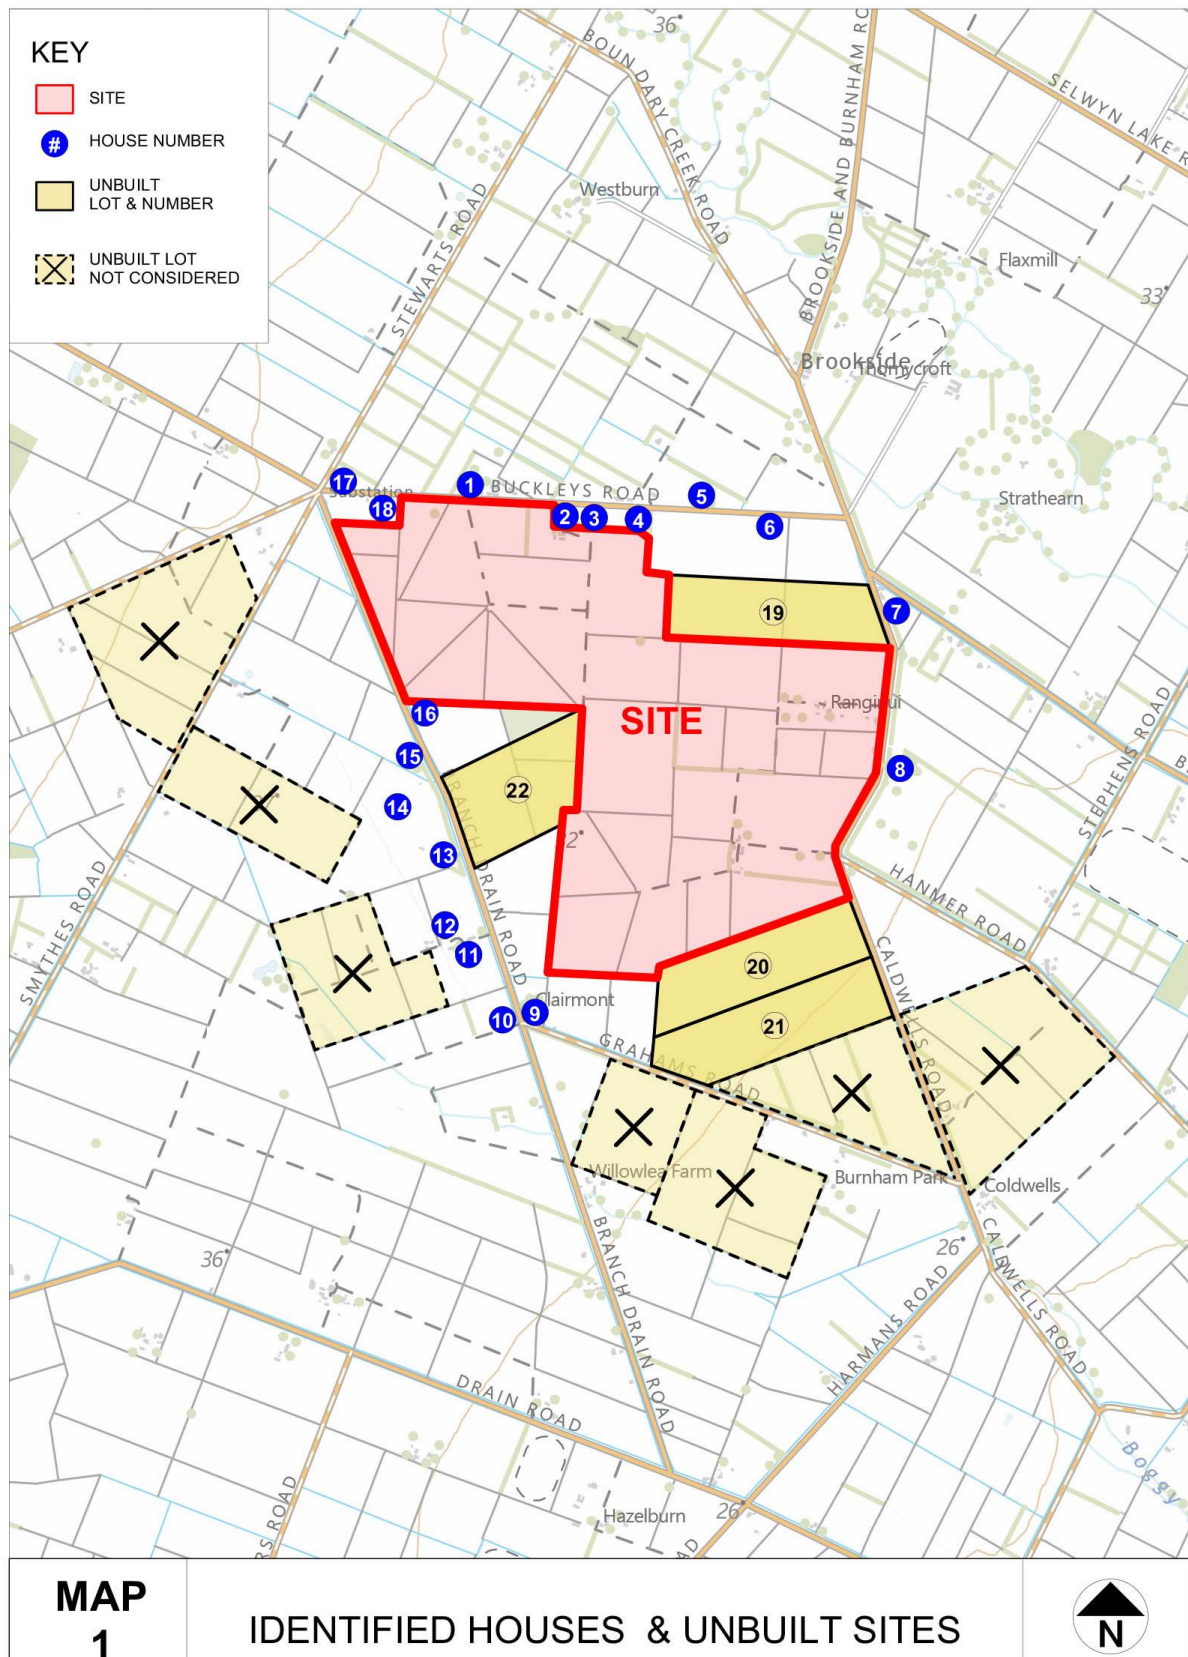 KEY
SITE
# HOUSE NUMBER
UNBUILT
LOT & NUMBER
UNBUILT LOT
NOT CONSIDERED
36
BOUNDARY CREEK ROAD
BROOKSIDE AND BURNHAM RO
SELWYN LAKE R
Westburn
STEWARTS ROAD
Flaxmill
33
Brookside
Thornycroft
17
Substation
18
1
BUCKLEYS ROAD
5
Strathearn
2
3
4
6
19
7
Ranginui
SITE
16
15
8
STEPHENS ROAD
22
14
BRANCH DRAIN ROAD
13
HANMER ROAD
SMYTHES ROAD
12
11
20
CALDWELLS ROAD
Clairmont
10
9
21
GRAHAMS ROAD
Willowlea Farm
Burnham Park
Coldwells
36
BRANCH DRAIN ROAD
26
CALDWELLS ROAD
HARMANS ROAD
DRAIN ROAD
Boggy
RS ROAD
Hazelburn
26
AD
MAP
1
IDENTIFIED HOUSES & UNBUILT SITES
N